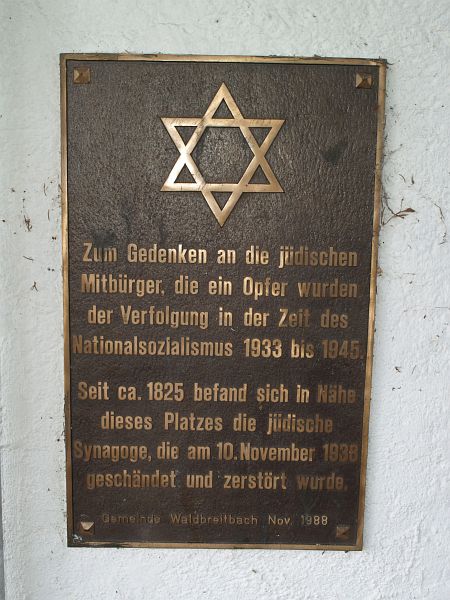 Zum Gedenken an die jüdischen
Mitbürger, die ein Opfer wurden
der Verfolgung in der Zeit des
Nationalsozialismus 1933 bis 1945.
Seit ca. 1825 befand sich in Nähe
dieses Platzes die jüdische
Synagoge, die am 10. November 1938
geschändet und zerstört wurde.
Gemeinde Waldbreitbach Nov. 1988